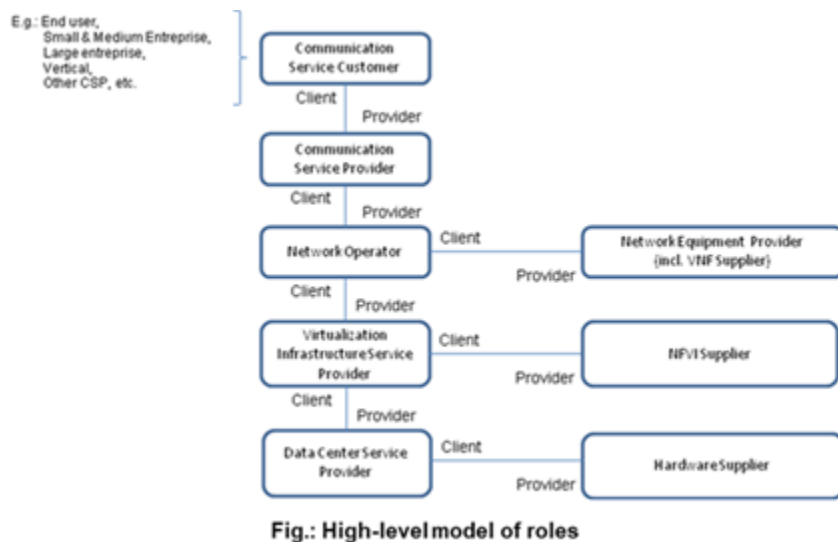 E.g.: End user,
Small & Medium Entreprise,
Large entreprise,
Vertical,
Other CSP, etc.
Communication
Service Customer
Client
Provider
Communication
Service Provider
Client
Provider
Network Operator
Client
Provider
Network Equipment Provider
(incl. VNF Supplier)
Client
Provider
Virtualization
Infrastructure Service
Provider
Client
Provider
NFVI Supplier
Client
Provider
Data Center Service
Provider
Client
Provider
Hardware Supplier
Fig.: High-level model of roles